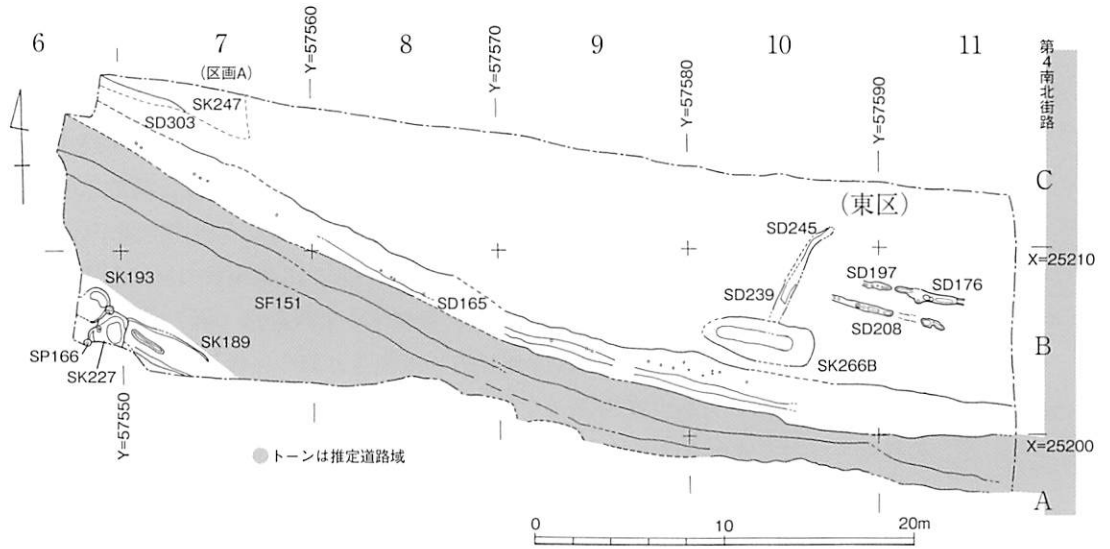 6
7
8
9
10
11
(区画A)
Y=57560
Y=57570
Y=57580
Y=57590
第4南北街路
SK247
SD303
C
(東区)
SD245
X=25210
SK193
SF151
SD165
SD239
SD197
SD176
SD208
SP166
SK189
SK227
SK266B
B
Y=57550
X=25200
トーンは推定道路域
A
0 10 20m